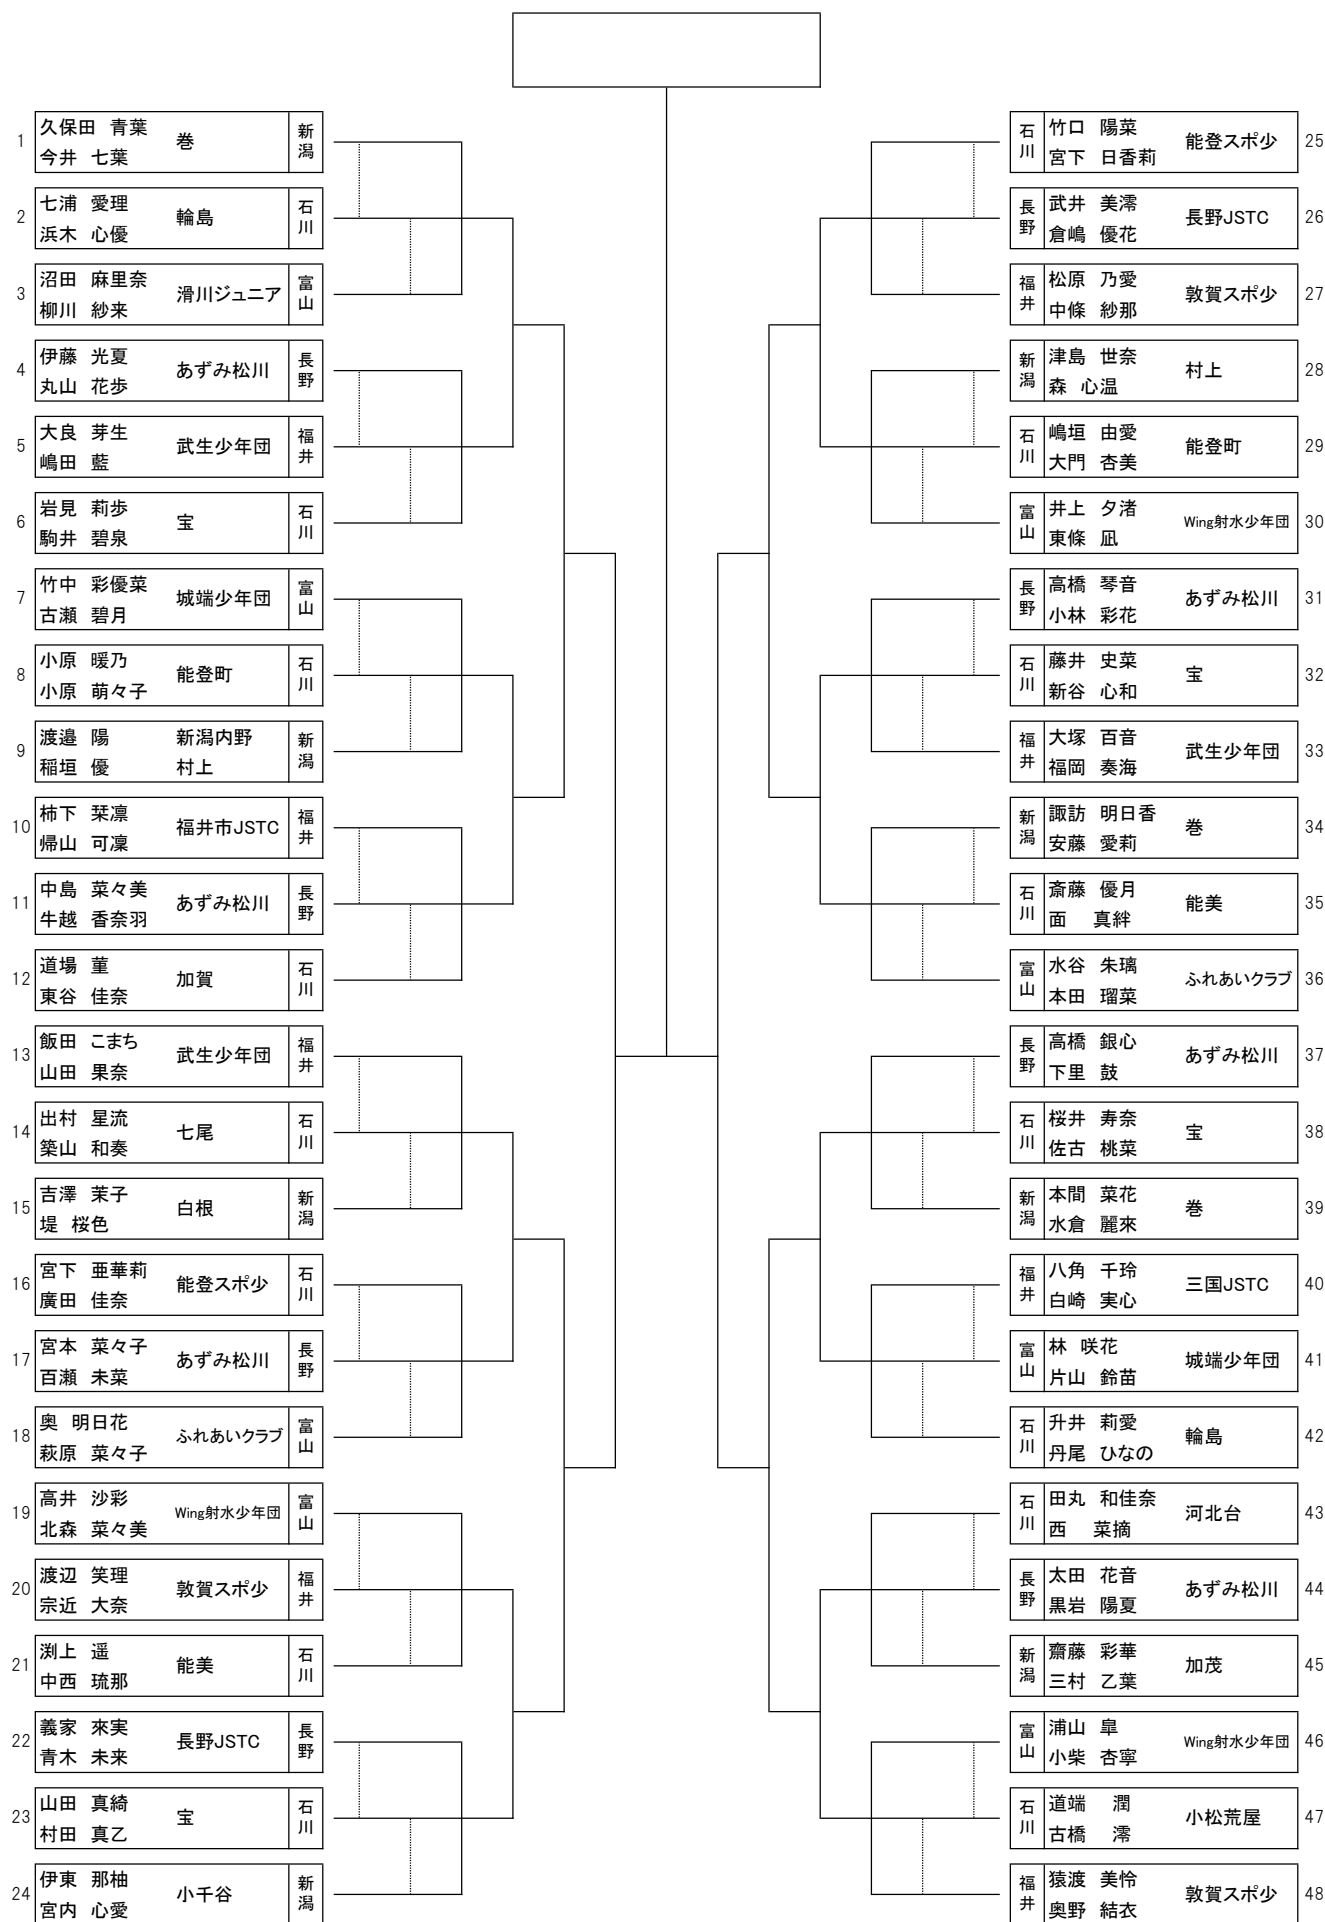 1 久保田 青葉 今井 七葉 巻 新潟
2 七浦 愛理 浜木 心優 輪島 石川
3 沼田 麻里奈 柳川 紗来 滑川ジュニア 富山
4 伊藤 光夏 丸山 花歩 あずみ松川 長野
5 大良 芽生 嶋田 藍 武生少年団 福井
6 岩見 莉歩 駒井 碧泉 宝 石川
7 竹中 彩優菜 古瀬 碧月 城端少年団 富山
8 小原 暖乃 小原 萌々子 能登町 石川
9 渡邉 陽 新潟内野 稲垣 優 村上 新潟
10 柿下 栞凛 帰山 可凜 福井市JSTC 福井
11 中島 菜々美 牛越 香奈羽 あずみ松川 長野
12 道場 菫 東谷 佳奈 加賀 石川
13 飯田 こまち 山田 果奈 武生少年団 福井
14 出村 星流 築山 和奏 七尾 石川
15 吉澤 茉子 堤 桜色 白根 新潟
16 宮下 亜華莉 廣田 佳奈 能登スポ少 石川
17 宮本 菜々子 百瀬 未菜 あずみ松川 長野
18 奥 明日花 萩原 菜々子 ふれあいクラブ 富山
19 高井 沙彩 北森 菜々美 Wing射水少年団 富山
20 渡辺 笑理 宗近 大奈 敦賀スポ少 福井
21 渕上 遥 中西 琉那 能美 石川
22 義家 來実 青木 未来 長野JSTC 長野
23 山田 真綺 村田 真乙 宝 石川
24 伊東 那柚 宮内 心愛 小千谷 新潟
石川 竹口 陽菜 宮下 日香莉 能登スポ少 25
長野 武井 美澪 倉嶋 優花 長野JSTC 26
福井 松原 乃愛 中條 紗那 敦賀スポ少 27
新潟 津島 世奈 森 心温 村上 28
石川 嶋垣 由愛 大門 杏美 能登町 29
富山 井上 夕渚 東條 凪 Wing射水少年団 30
長野 高橋 琴音 小林 彩花 あずみ松川 31
石川 藤井 史菜 新谷 心和 宝 32
福井 大塚 百音 福岡 奏海 武生少年団 33
新潟 諏訪 明日香 安藤 愛莉 巻 34
石川 斎藤 優月 面 真絆 能美 35
富山 水谷 朱璃 本田 瑠菜 ふれあいクラブ 36
長野 高橋 銀心 下里 鼓 あずみ松川 37
石川 桜井 寿奈 佐古 桃菜 宝 38
新潟 本間 菜花 水倉 麗來 巻 39
福井 八角 千玲 白崎 実心 三国JSTC 40
富山 林 咲花 片山 鈴苗 城端少年団 41
石川 升井 莉愛 丹尾 ひなの 輪島 42
石川 田丸 和佳奈 西 菜摘 河北台 43
長野 太田 花音 黒岩 陽夏 あずみ松川 44
新潟 齋藤 彩華 三村 乙葉 加茂 45
富山 浦山 皐 小柴 杏寧 Wing射水少年団 46
石川 道端 潤 古橋 澪 小松荒屋 47
福井 猿渡 美怜 奥野 結衣 敦賀スポ少 48